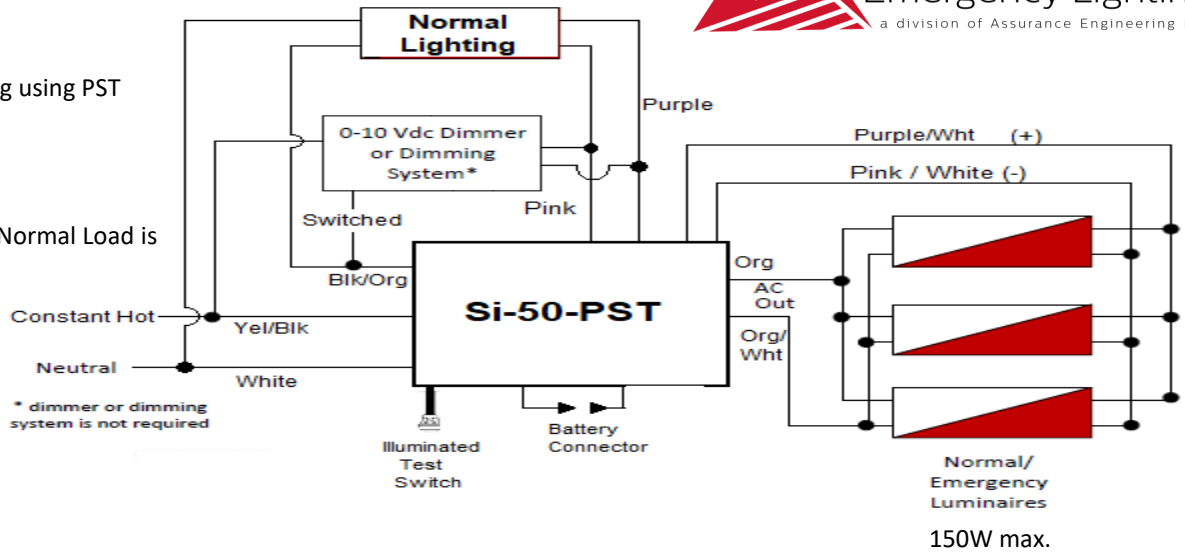 Emergency Lightin
a division of Assurance Engineering
Normal
Lighting
g using PST
Purple
0-10 Vdc Dimmer
or Dimming
System*
Purple/Wht (+)
Pink / White (-)
Pink
Switched
Normal Load is
Blk/Org
Org
AC
Out
Si-50-PST
Constant Hot
Yel/Blk
Org/
Wht
Neutral
White
* dimmer or dimming
system is not required
Illuminated
Test
Switch
Battery
Connector
Normal/
Emergency
Luminaires
150W max.